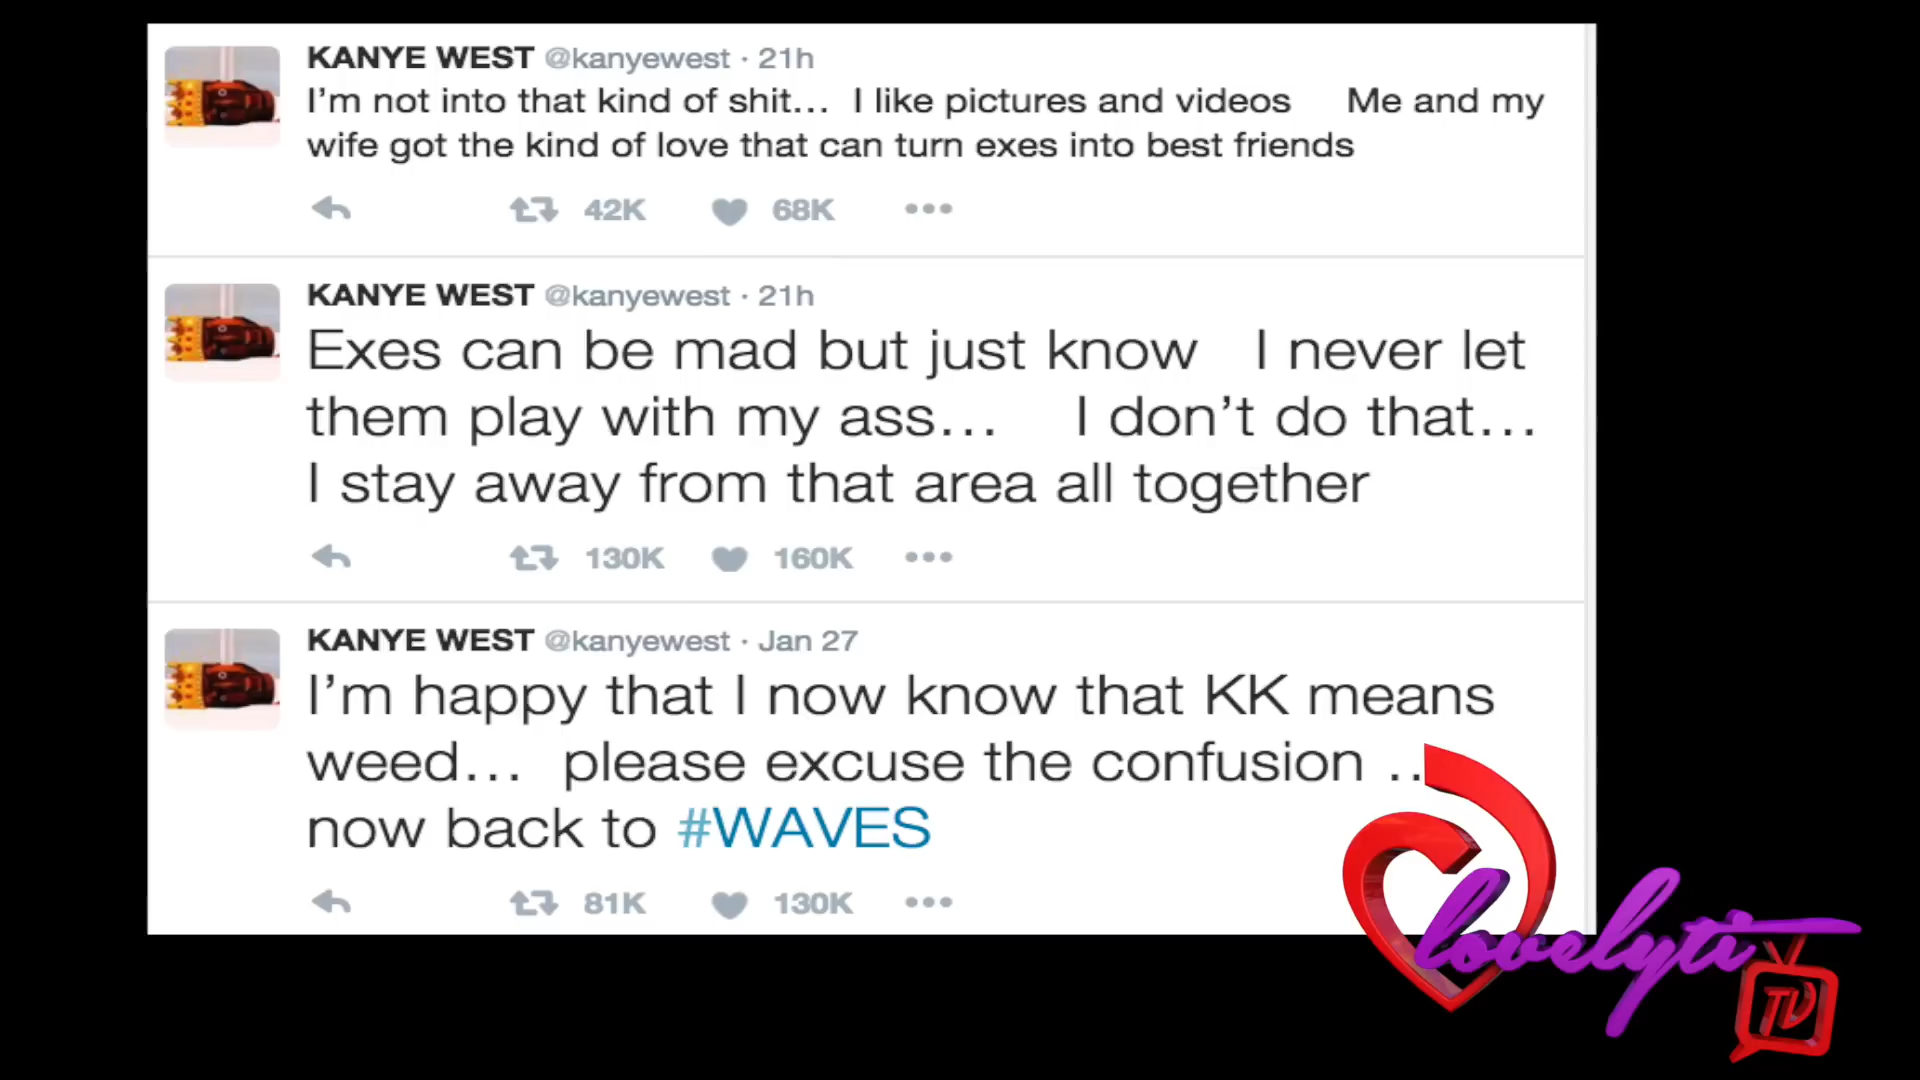 KANYE WEST @kanyewest · 21h
I'm not into that kind of shit... I like pictures and videos Me and my
wife got the kind of love that can turn exes into best friends
42K 68K
KANYE WEST @kanyewest · 21h
Exes can be mad but just know I never let
them play with my ass... I don't do that...
I stay away from that area all together
130K 160K
KANYE WEST @kanyewest · Jan 27
I'm happy that I now know that KK means
weed... please excuse the confusion ..
now back to #WAVES
81K 130K
lovelyti
TV